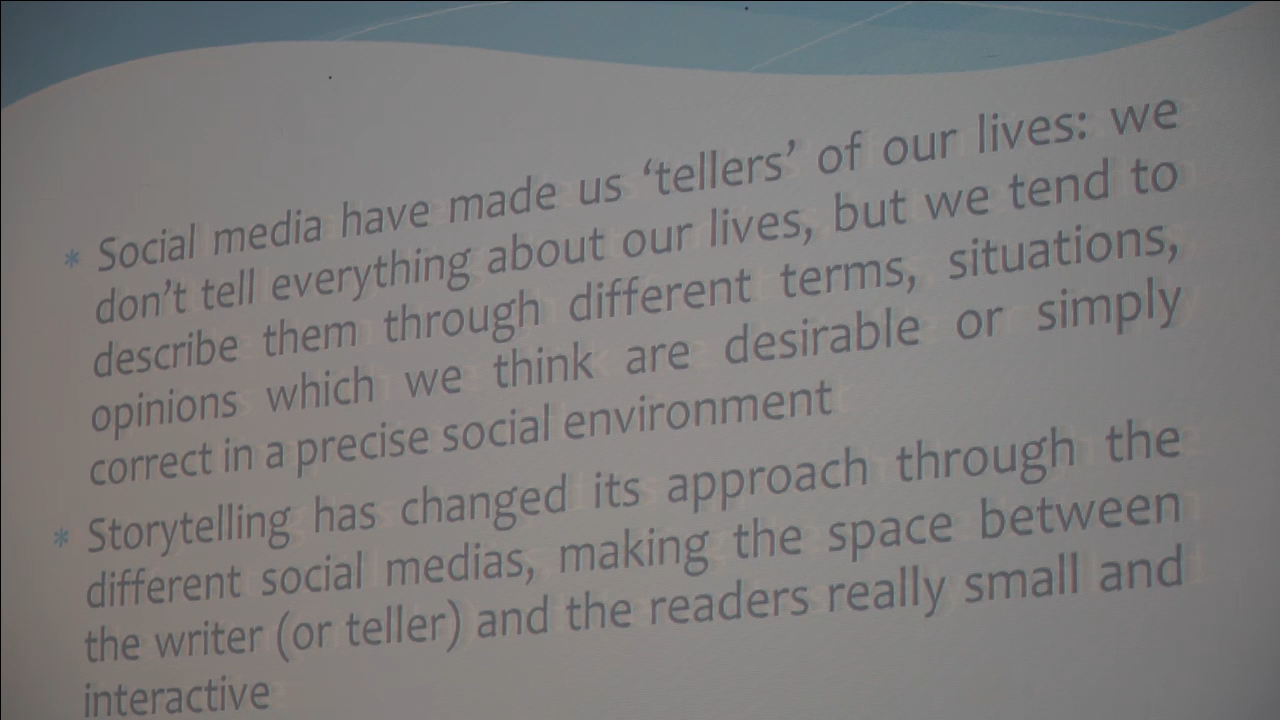 * Social media have made us ‘tellers’ of our lives: we
don’t tell everything about our lives, but we tend to
describe them through different terms, situations,
opinions which we think are desirable or simply
correct in a precise social environment
* Storytelling has changed its approach through the
different social medias, making the space between
the writer (or teller) and the readers really small and
interactive